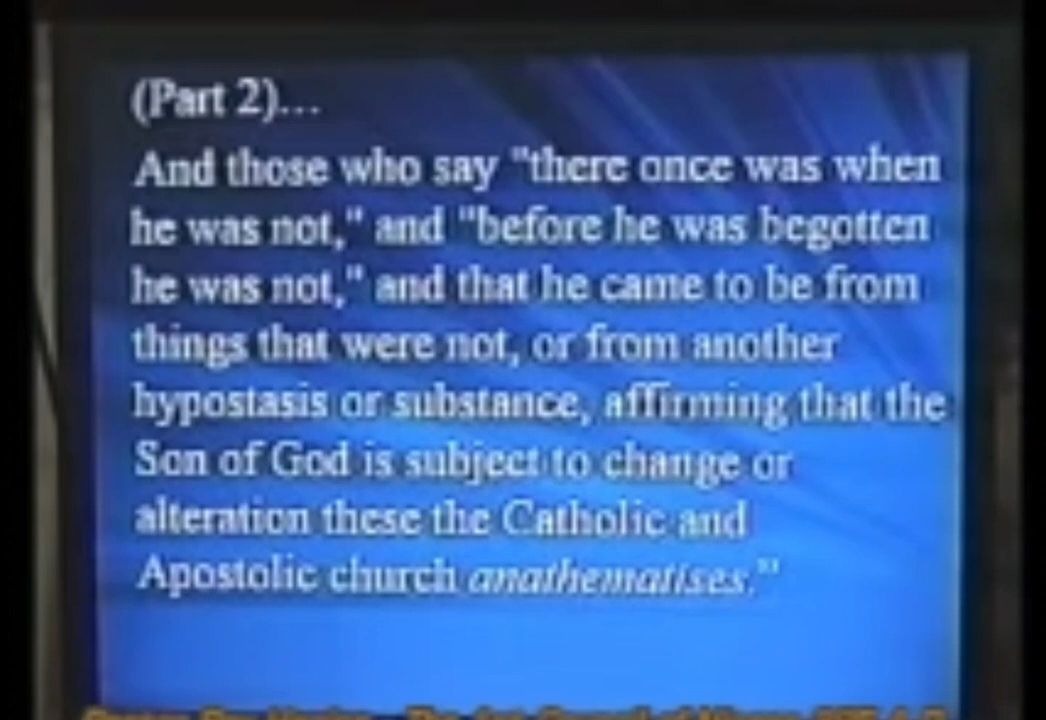 (Part 2)...
And those who say "there once was when
he was not," and "before he was begotten
he was not," and that he came to be from
things that were not, or from another
hypostasis or substance, affirming that the
Son of God is subject to change or
alteration these the Catholic and
Apostolic church anathematises."